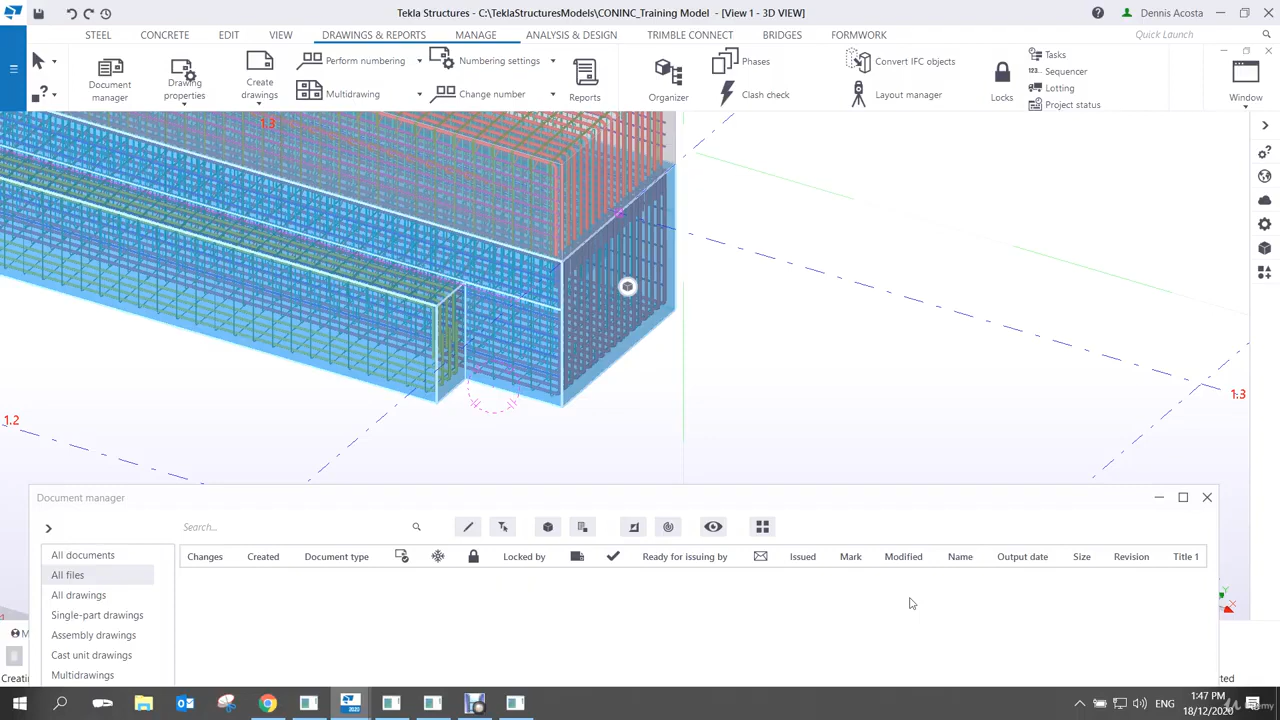 Tekla Structures - C:\TeklaStructuresModels\CONINC_Training Model - [View 1 - 3D VIEW]
Dennis Acosta
STEEL
CONCRETE
EDIT
VIEW
DRAWINGS & REPORTS
MANAGE
ANALYSIS & DESIGN
TRIMBLE CONNECT
BRIDGES
FORMWORK
Quick Launch
Document manager
Drawing properties
Create drawings
Perform numbering
Multidrawing
Numbering settings
Change number
Reports
Organizer
Phases
Clash check
Convert IFC objects
Layout manager
Locks
Tasks
123... Sequencer
Lotting
Project status
Window
1.3
1.3
1.2
Document manager
Search...
All documents
All files
All drawings
Single-part drawings
Assembly drawings
Cast unit drawings
Multidrawings
Changes
Created
Document type
Locked by
Ready for issuing by
Issued
Mark
Modified
Name
Output date
Size
Revision
Title 1
Y
X
M
Creatin
cted
2020
ENG
1:47 PM
18/12/2020